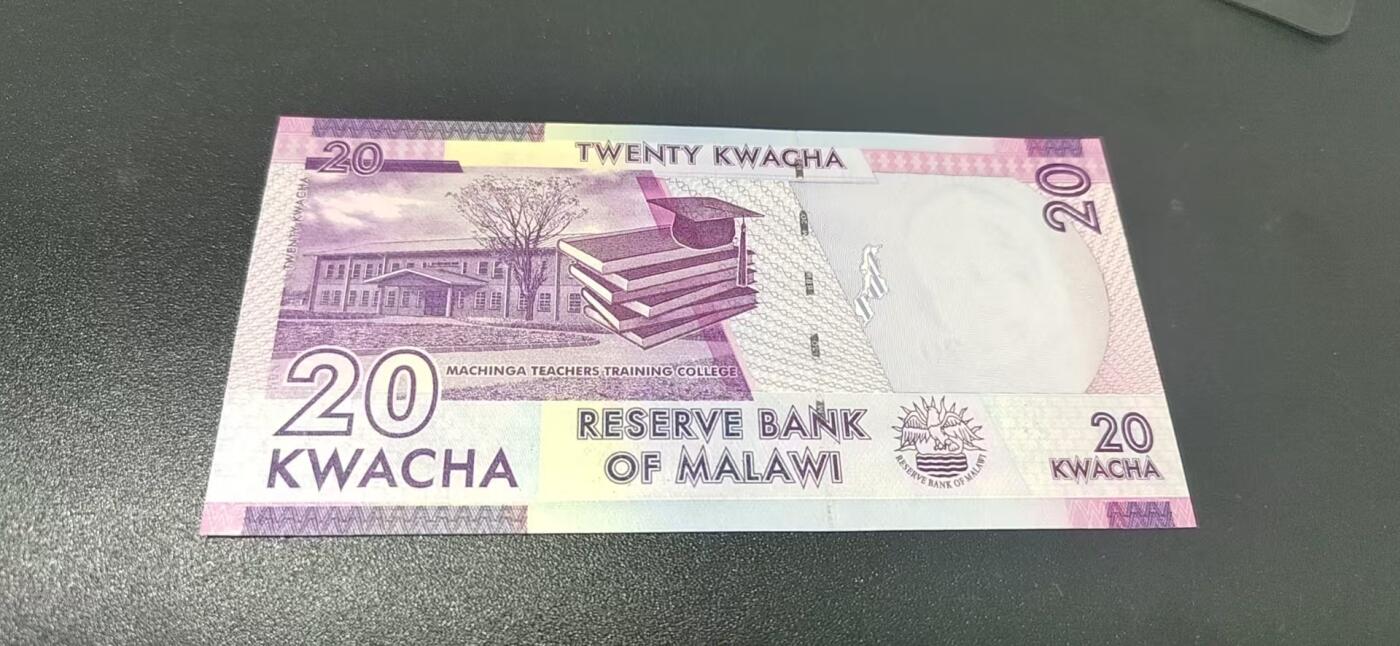 20
TWENTY KWACHA
20
TWENTY KWACHA
MACHINGA TEACHERS TRAINING COLLEGE
20
KWACHA
RESERVE BANK
OF MALAWI
RESERVE BANK OF MALAWI
20
KWACHA